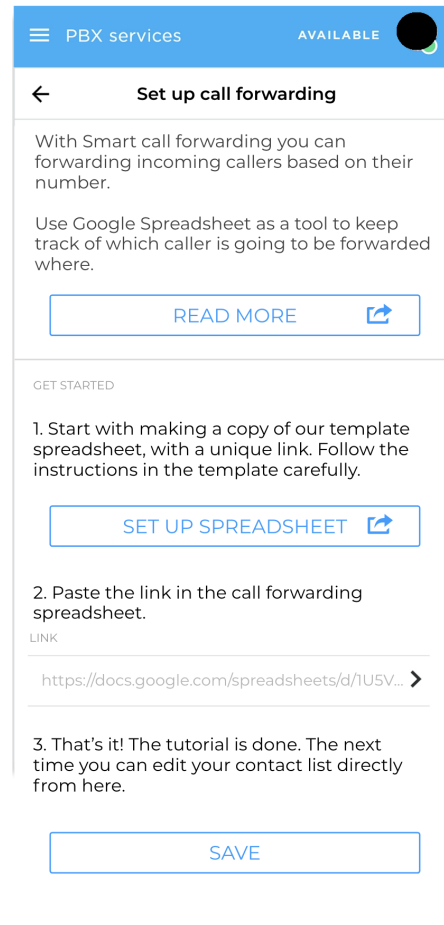 PBX services
AVAILABLE
Set up call forwarding
With Smart call forwarding you can
forwarding incoming callers based on their
number.
Use Google Spreadsheet as a tool to keep
track of which caller is going to be forwarded
where.
READ MORE
GET STARTED
1. Start with making a copy of our template
spreadsheet, with a unique link. Follow the
instructions in the template carefully.
SET UP SPREADSHEET
2. Paste the link in the call forwarding
spreadsheet.
LINK
https://docs.google.com/spreadsheets/d/1U5V...
3. That’s it! The tutorial is done. The next
time you can edit your contact list directly
from here.
SAVE